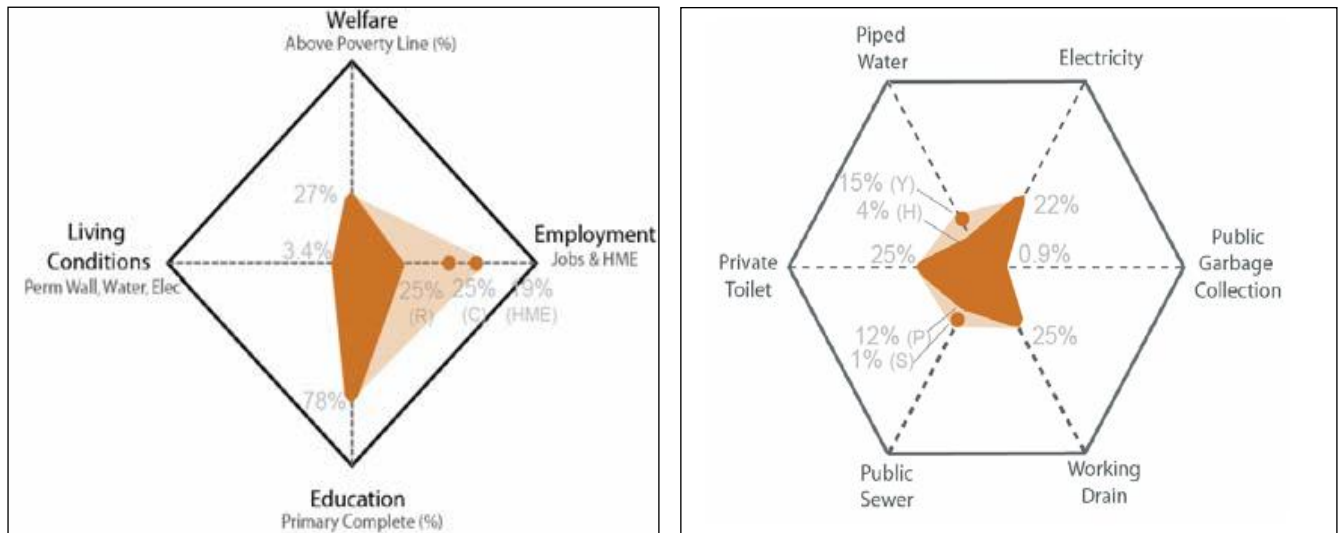 Welfare
Above Poverty Line (%)
27%
Living
Conditions
Perm Wall, Water, Elec
3.4%
Employment
Jobs & HME
25%
(R)
25%
(C)
19%
(HME)
78%
Education
Primary Complete (%)
Piped
Water
Electricity
15% (Y)
4% (H)
22%
Private
Toilet
25%
0.9%
Public
Garbage
Collection
12% (P)
1% (S)
25%
Public
Sewer
Working
Drain